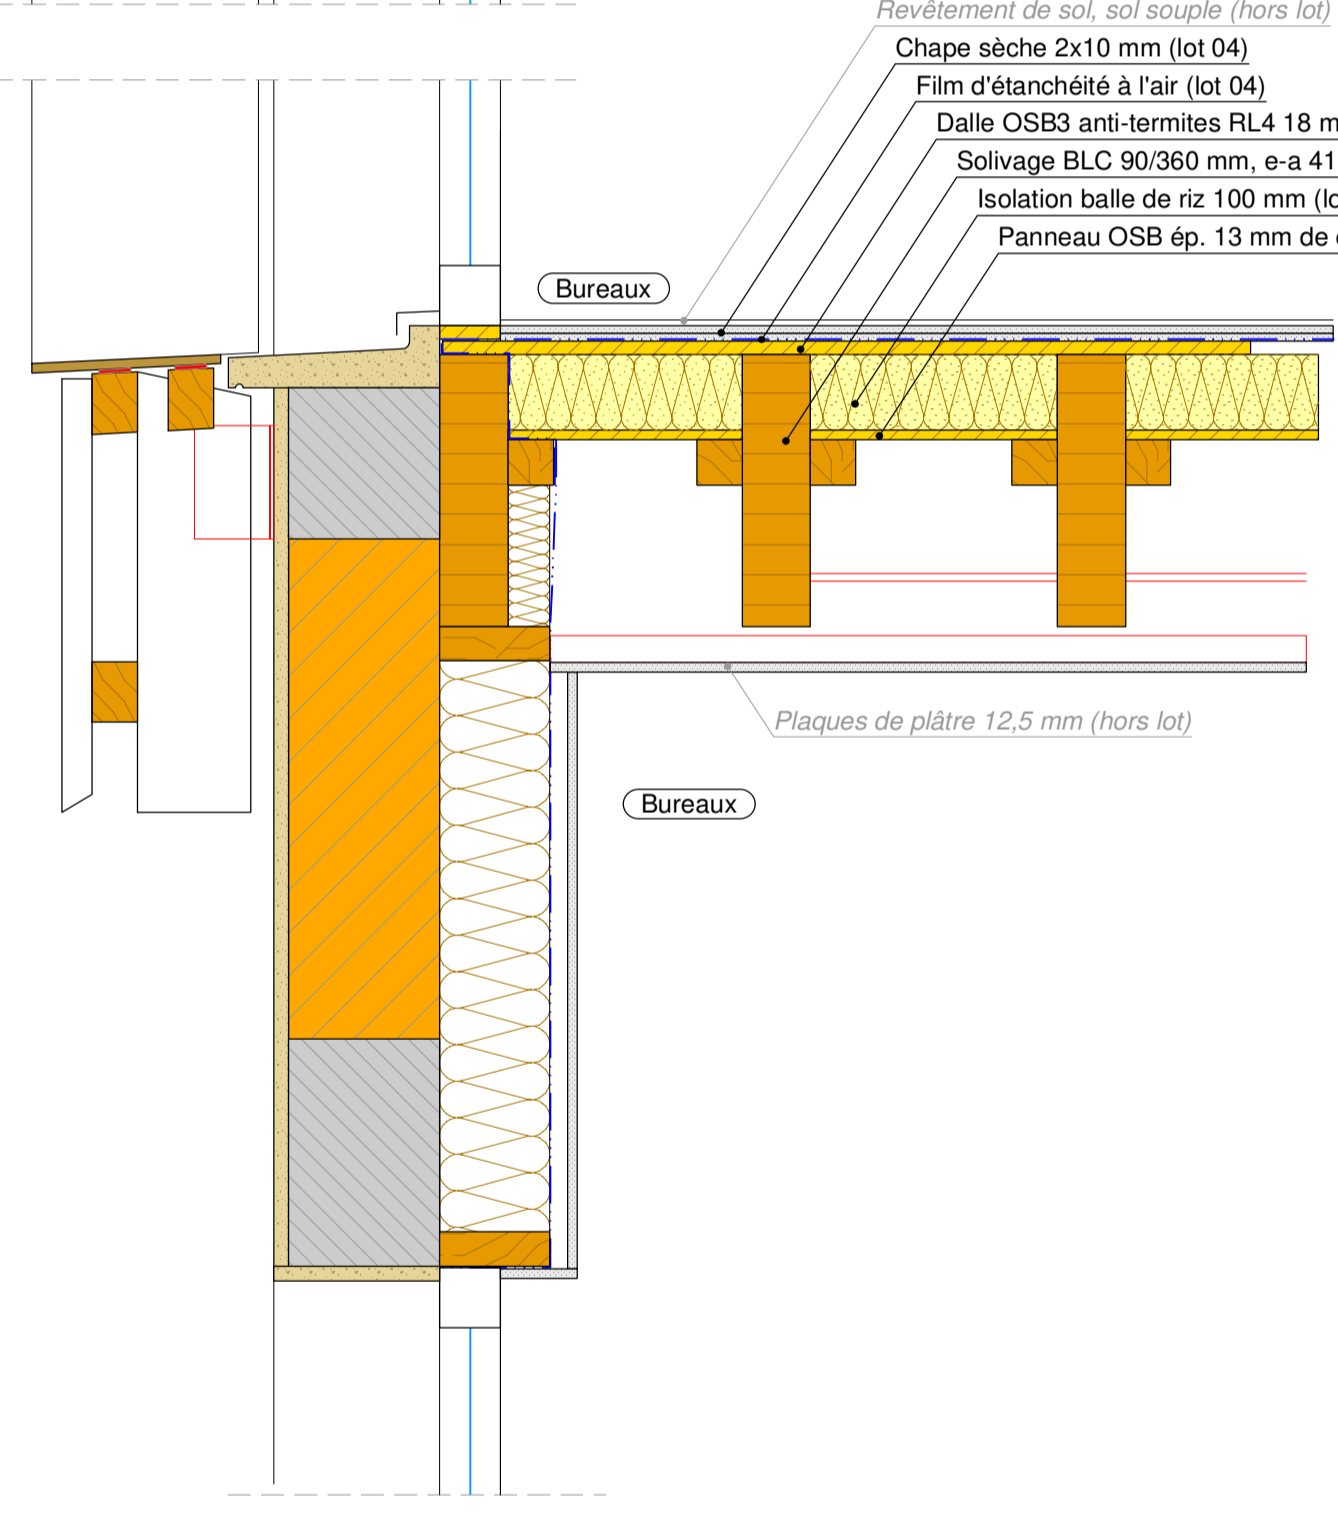 Revêtement de sol, sol souple (hors lot)
Chape sèche 2x10 mm (lot 04)
Film d'étanchéité à l'air (lot 04)
Dalle OSB3 anti-termites RL4 18 m
Solivage BLC 90/360 mm, e-a 41
Isolation balle de riz 100 mm (lo
Panneau OSB ép. 13 mm de
Bureaux
Plaques de plâtre 12,5 mm (hors lot)
Bureaux